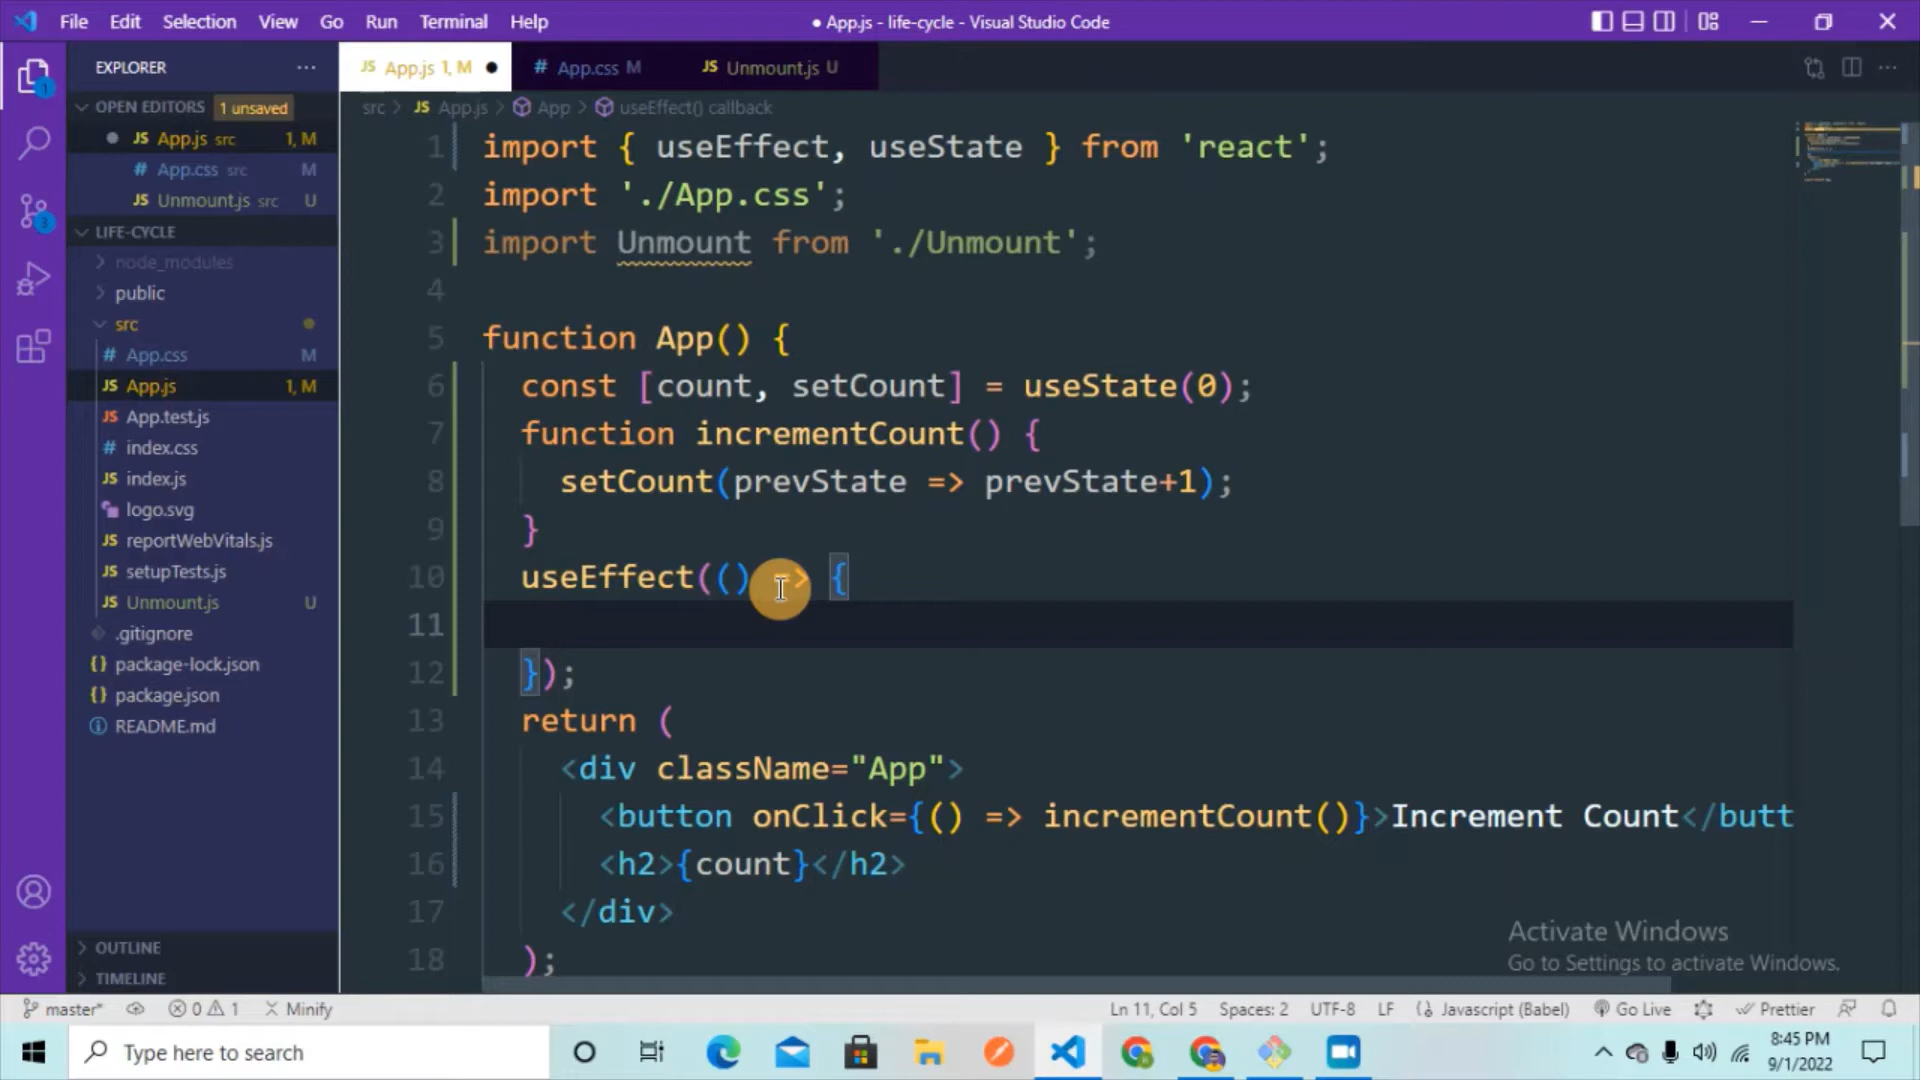 File Edit Selection View Go Run Terminal Help
● App.js - life-cycle - Visual Studio Code
EXPLORER
OPEN EDITORS 1 unsaved
JS App.js src 1, M
# App.css src M
JS Unmount.js src U
LIFE-CYCLE
node_modules
public
src
# App.css M
JS App.js 1, M
JS App.test.js
# index.css
JS index.js
logo.svg
JS reportWebVitals.js
JS setupTests.js
JS Unmount.js U
.gitignore
{} package-lock.json
{} package.json
README.md
OUTLINE
TIMELINE
JS App.js 1, M ●
# App.css M
JS Unmount.js U
src > JS App.js > App > useEffect() callback
1 import { useEffect, useState } from 'react';
2 import './App.css';
3 import Unmount from './Unmount';
4
5 function App() {
6 const [count, setCount] = useState(0);
7 function incrementCount() {
8 setCount(prevState => prevState+1);
9 }
10 useEffect(() => {
11
12 });
13 return (
14 <div className="App">
15 <button onClick={() => incrementCount()}>Increment Count</butt
16 <h2>{count}</h2>
17 </div>
18 );
Activate Windows
Go to Settings to activate Windows.
master* 0 1 Minify
Ln 11, Col 5 Spaces: 2 UTF-8 LF {} Javascript (Babel) Go Live Prettier
Type here to search
8:45 PM
9/1/2022
1
3